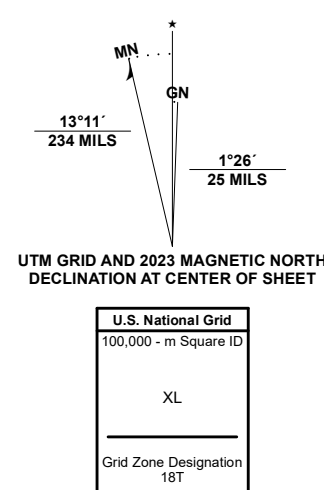 ★
MN
GN
13°11´
234 MILS
1°26´
25 MILS
UTM GRID AND 2023 MAGNETIC NORTH
DECLINATION AT CENTER OF SHEET
U.S. National Grid
100,000 - m Square ID
XL
Grid Zone Designation
18T